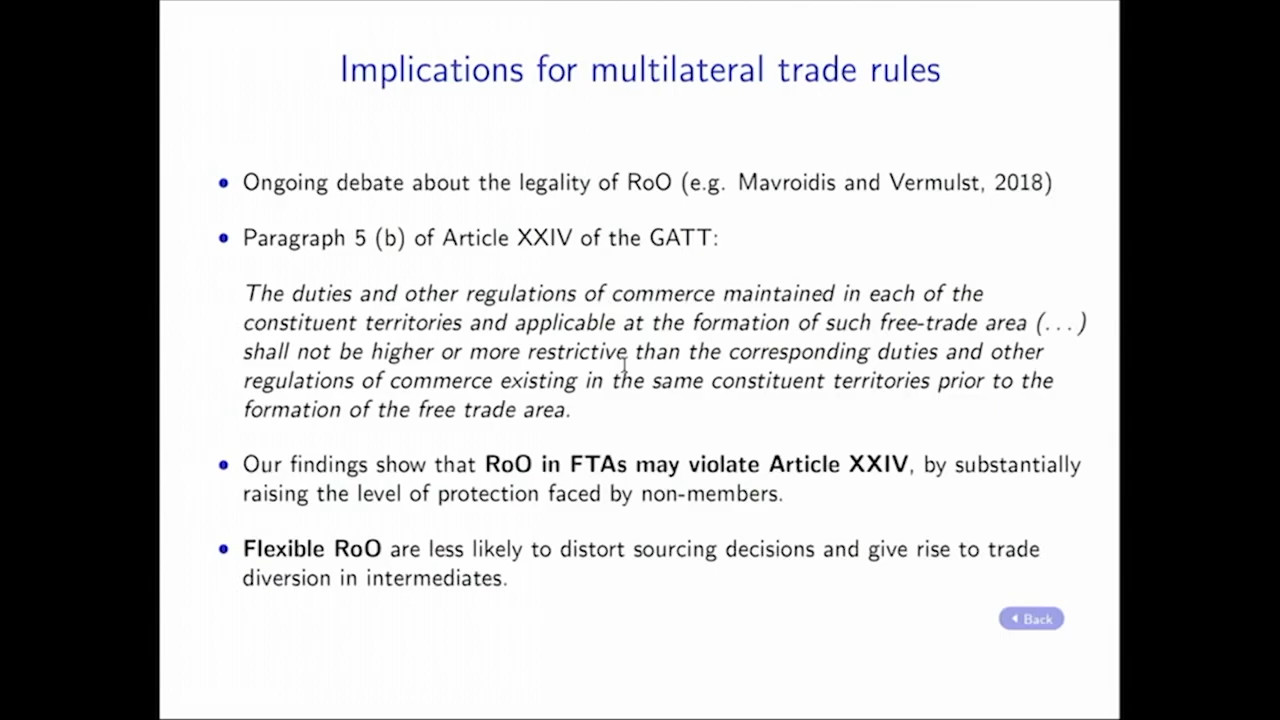 Implications for multilateral trade rules
Ongoing debate about the legality of RoO (e.g. Mavroidis and Vermulst, 2018)
Paragraph 5 (b) of Article XXIV of the GATT:
The duties and other regulations of commerce maintained in each of the
constituent territories and applicable at the formation of such free-trade area (...)
shall not be higher or more restrictive than the corresponding duties and other
regulations of commerce existing in the same constituent territories prior to the
formation of the free trade area.
Our findings show that RoO in FTAs may violate Article XXIV, by substantially
raising the level of protection faced by non-members.
Flexible RoO are less likely to distort sourcing decisions and give rise to trade
diversion in intermediates.
Back